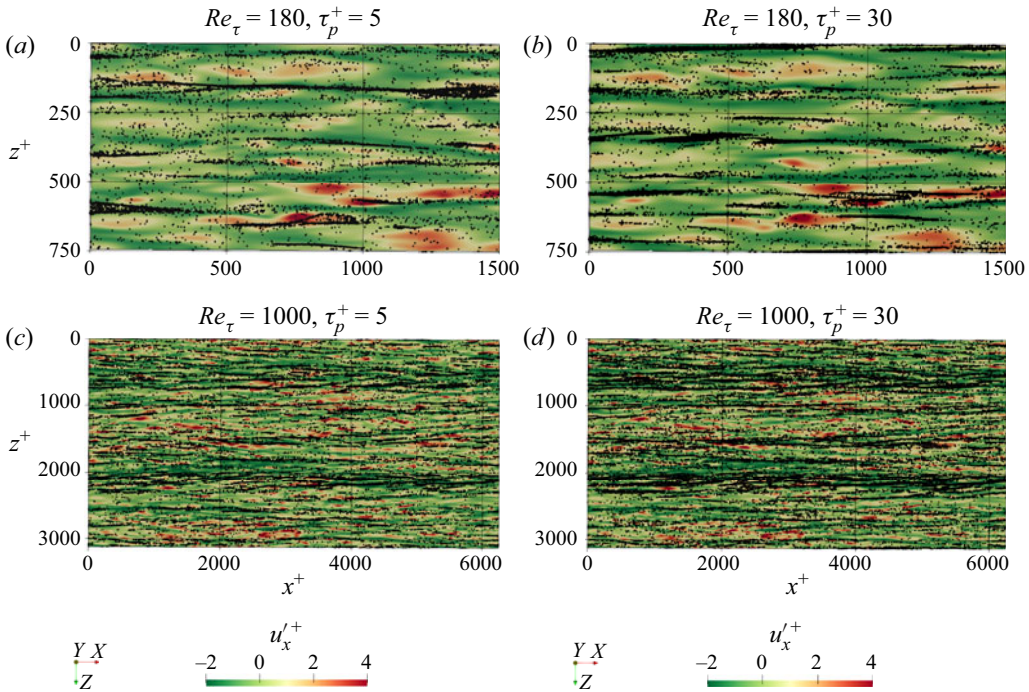 Re_τ = 180, τ_p^+ = 5
Re_τ = 180, τ_p^+ = 30
(a)
(b)
0
250
z^+
500
750
0 500 1000 1500
0
250
500
750
0 500 1000 1500
Re_τ = 1000, τ_p^+ = 5
Re_τ = 1000, τ_p^+ = 30
(c)
(d)
0
1000
z^+
2000
3000
0 2000 4000 6000
x^+
0
1000
2000
3000
0 2000 4000 6000
x^+
Y X
Z
u_x′^+
−2 0 2 4
Y X
Z
u_x′^+
−2 0 2 4